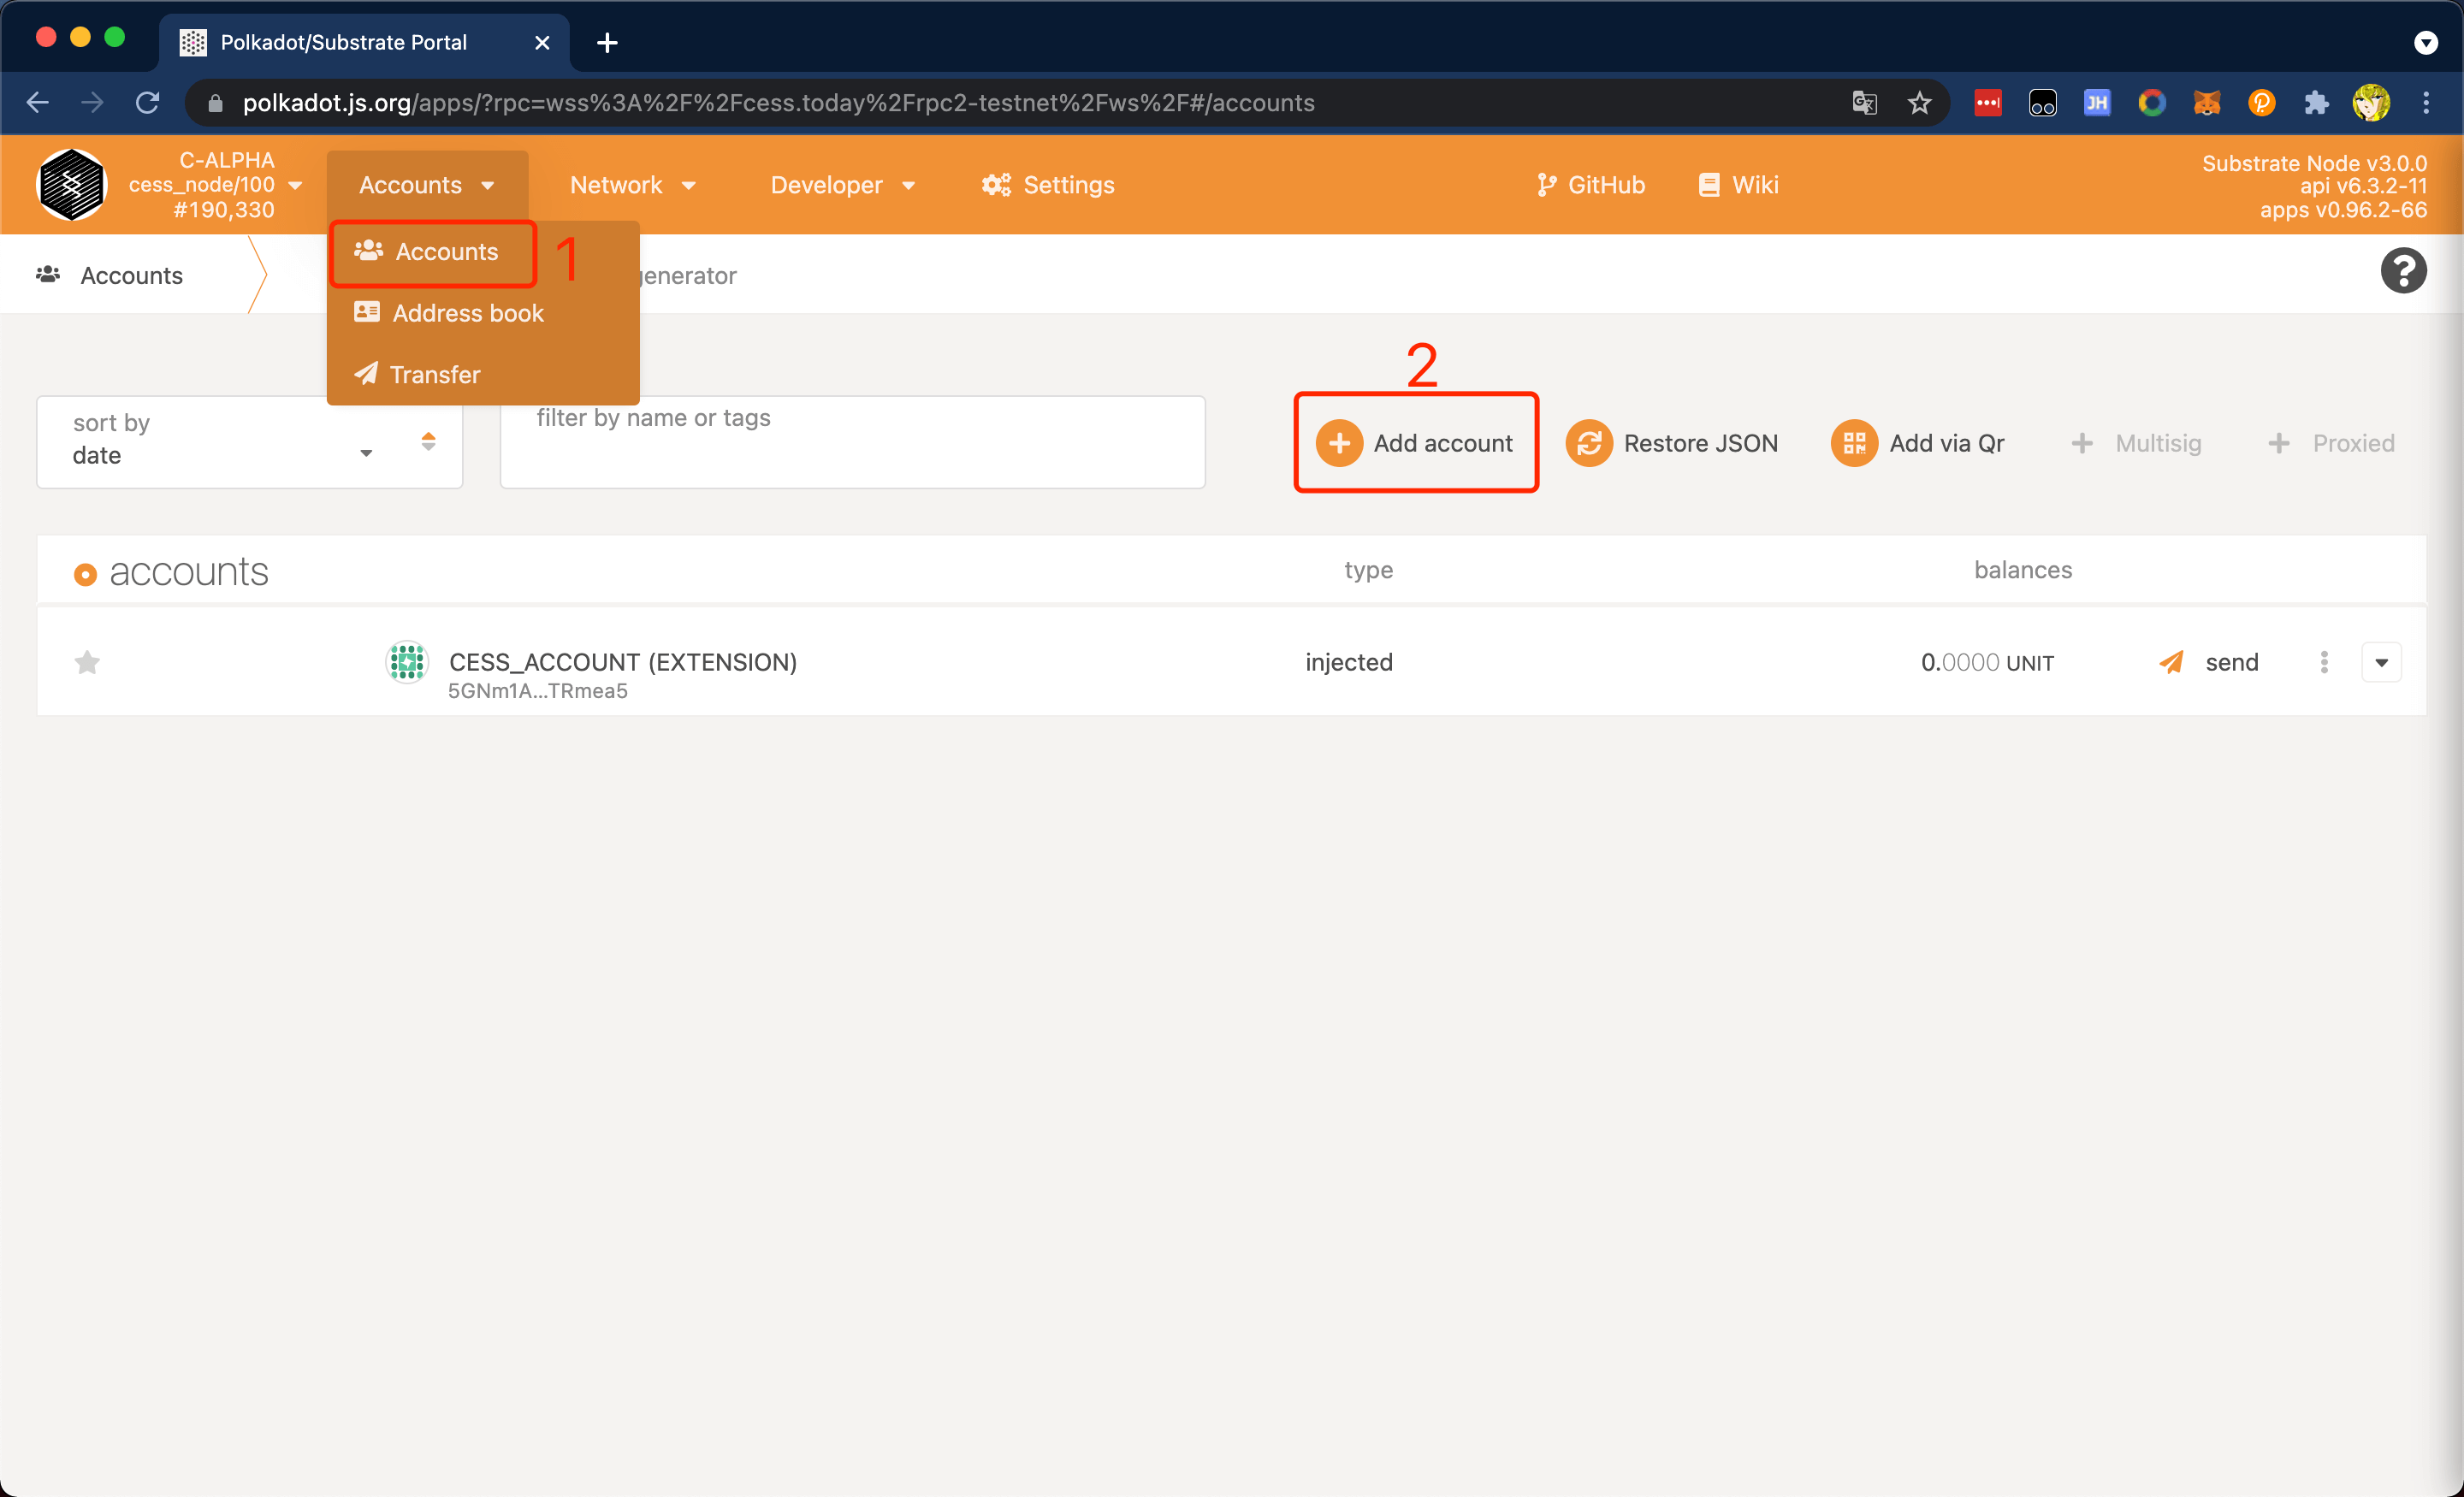 Polkadot/Substrate Portal
polkadot.js.org/apps/?rpc=wss%3A%2F%2Fcess.today%2Frpc2-testnet%2Fws%2F#/accounts
JH
C-ALPHA
cess_node/100
#190,330
Accounts
Network
Developer
Settings
GitHub
Wiki
Substrate Node v3.0.0
api v6.3.2-11
apps v0.96.2-66
Accounts
Accounts
1
enerator
Address book
Transfer
sort by
date
filter by name or tags
2
Add account
Restore JSON
Add via Qr
Multisig
Proxied
accounts
type
balances
CESS_ACCOUNT (EXTENSION)
5GNm1A...TRmea5
injected
0.0000 UNIT
send